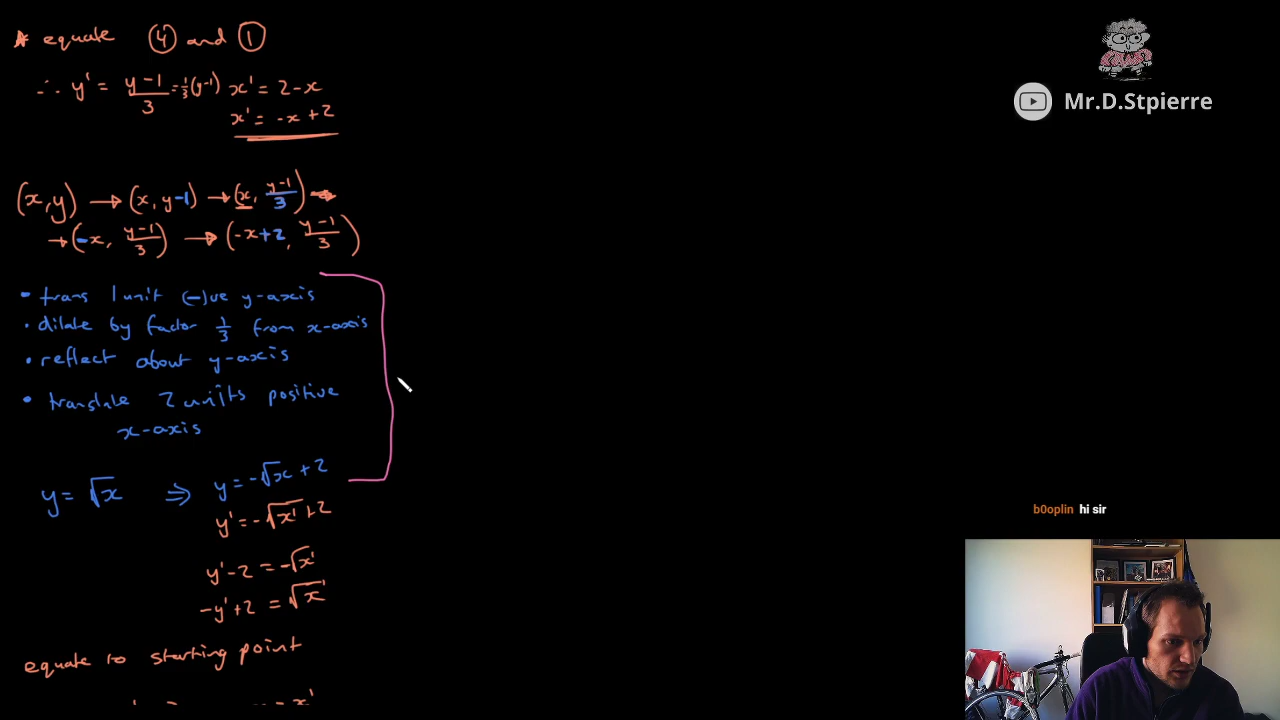 * equate ④ and ①
∴ y' = y-1/3 = 1/3(y-1) x' = 2-x
x' = -x+2
(x,y) → (x, y-1) → (x, y-1/3) →
→ (-x, y-1/3) → (-x+2, y-1/3)
• trans 1 unit (-)ve y-axis
• dilate by factor 1/3 from x-axis
• reflect about y-axis
• translate 2 units positive
x-axis
y = √x ⇒ y = -√x + 2
y' = -√x' + 2
y'-2 = -√x'
-y'+2 = √x'
equate to starting point
Mr.D.Stpierre
b0oplin hi sir